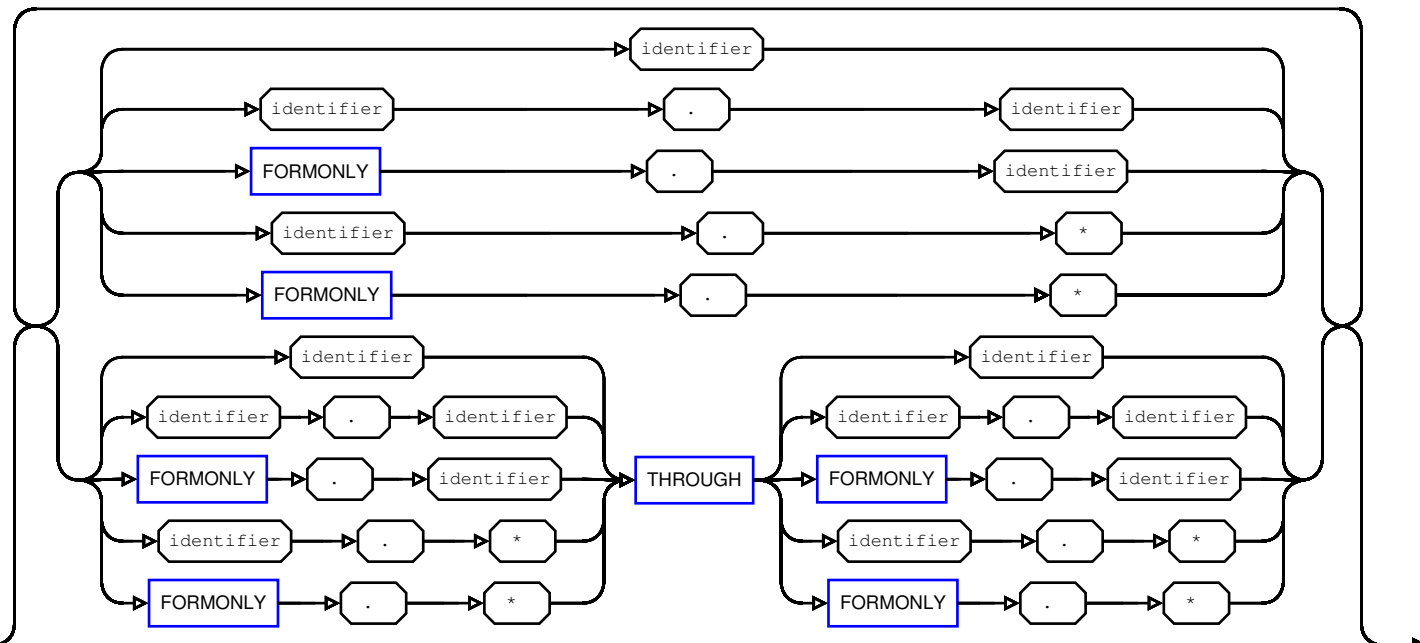 identifier
identifier . identifier
FORMONLY . identifier
identifier . *
FORMONLY . *
identifier identifier
identifier . identifier identifier . identifier
FORMONLY . identifier THROUGH FORMONLY . identifier
identifier . * identifier . *
FORMONLY . * FORMONLY . *